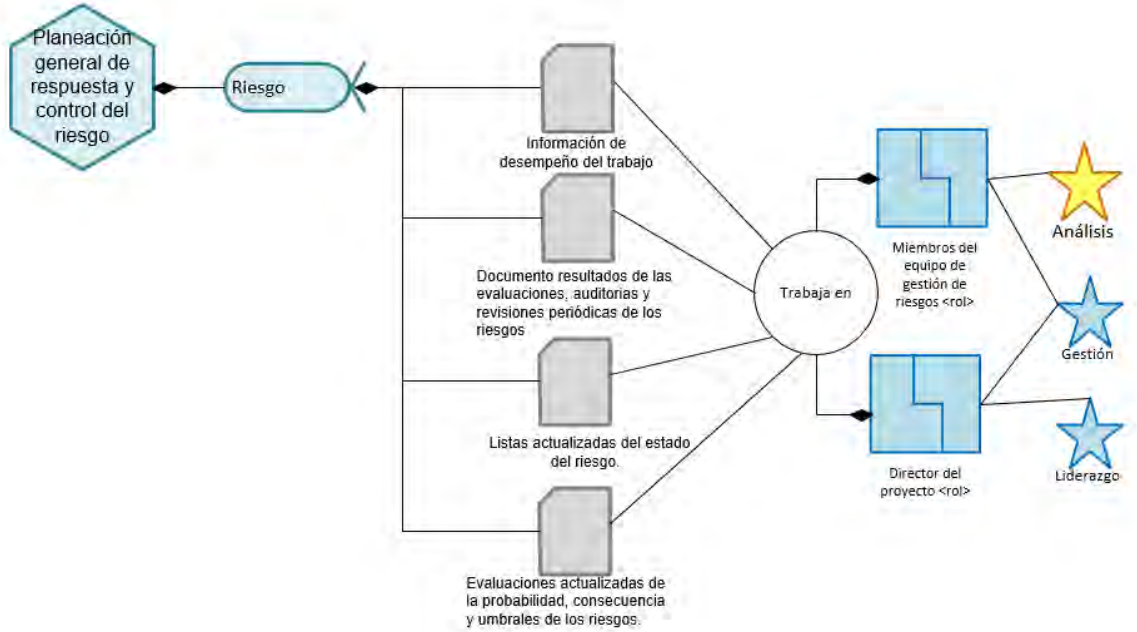 Planeación
general de
respuesta y
control del
riesgo
Riesgo
Información de
desempeño del trabajo
Documento resultados de las
evaluaciones, auditorias y
revisiones periódicas de los
riesgos
Listas actualizadas del estado
del riesgo.
Evaluaciones actualizadas de
la probabilidad, consecuencia
y umbrales de los riesgos.
Trabaja en
Miembros del
equipo de
gestión de
riesgos <rol>
Director del
proyecto <rol>
Análisis
Gestión
Liderazgo